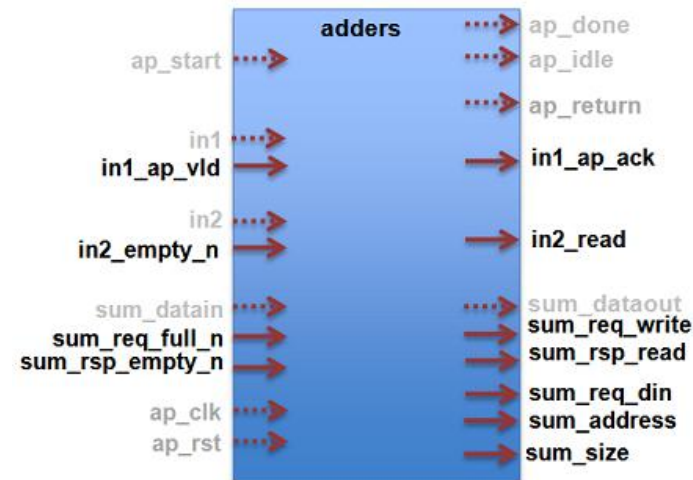 adders
ap_start
in1
in1_ap_vld
in2
in2_empty_n
sum_datain
sum_req_full_n
sum_rsp_empty_n
ap_clk
ap_rst
ap_done
ap_idle
ap_return
in1_ap_ack
in2_read
sum_dataout
sum_req_write
sum_rsp_read
sum_req_din
sum_address
sum_size